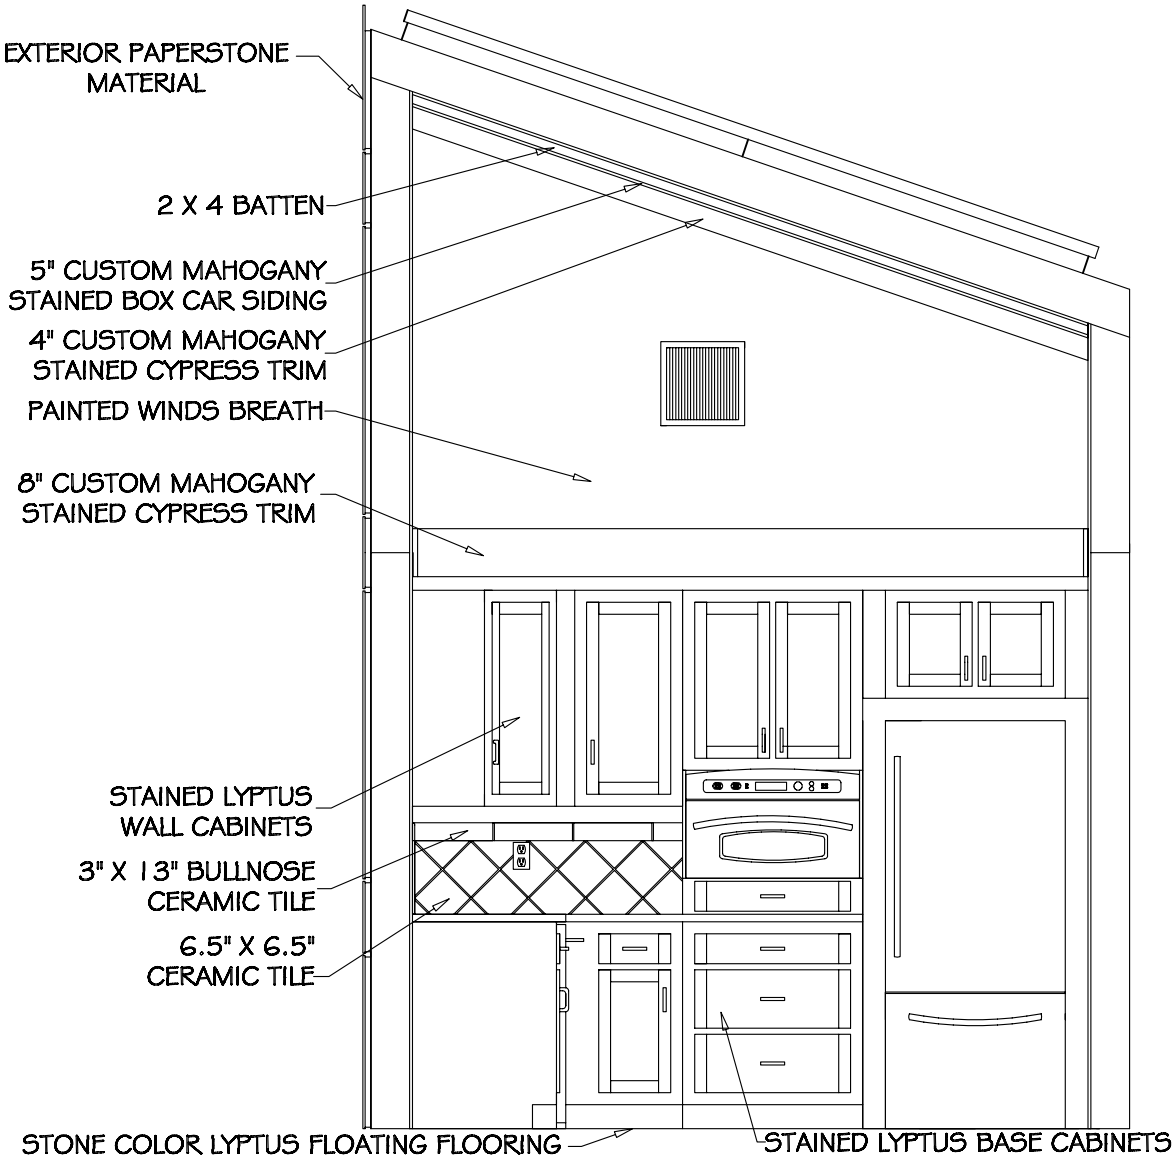 EXTERIOR PAPERSTONE
MATERIAL
2 X 4 BATTEN
5" CUSTOM MAHOGANY
STAINED BOX CAR SIDING
4" CUSTOM MAHOGANY
STAINED CYPRESS TRIM
PAINTED WINDS BREATH
8" CUSTOM MAHOGANY
STAINED CYPRESS TRIM
STAINED LYPTUS
WALL CABINETS
3" X 13" BULLNOSE
CERAMIC TILE
6.5" X 6.5"
CERAMIC TILE
STONE COLOR LYPTUS FLOATING FLOORING
STAINED LYPTUS BASE CABINETS